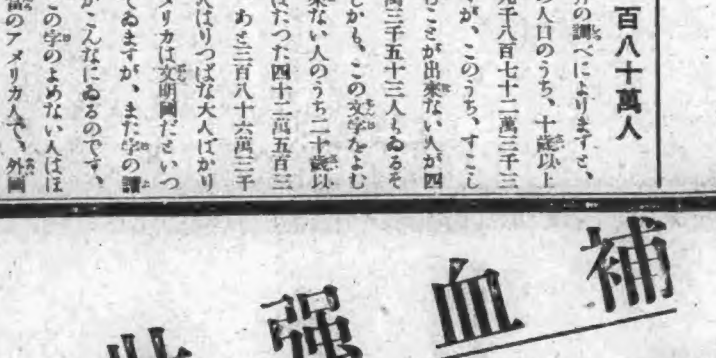 百八十萬人
の調べによりますと、
の人口のうち、十歳以上
九千八百七十二萬三千三
が、このうち、すこし
ことが出來ない人が四
萬三千五十三人もゐるそ
しかも、この文字をよむ
來ない人のうち二十歳以
はたつた四十二萬五百三
あと三百八十六萬三千
人はりつぱな大人ばかり
メリカは文明國だといつ
てゐますが、また字の讀
がこんなにゐるのです、
この字のよめない人はほ
のアメリカ人で、外國
補血强壯